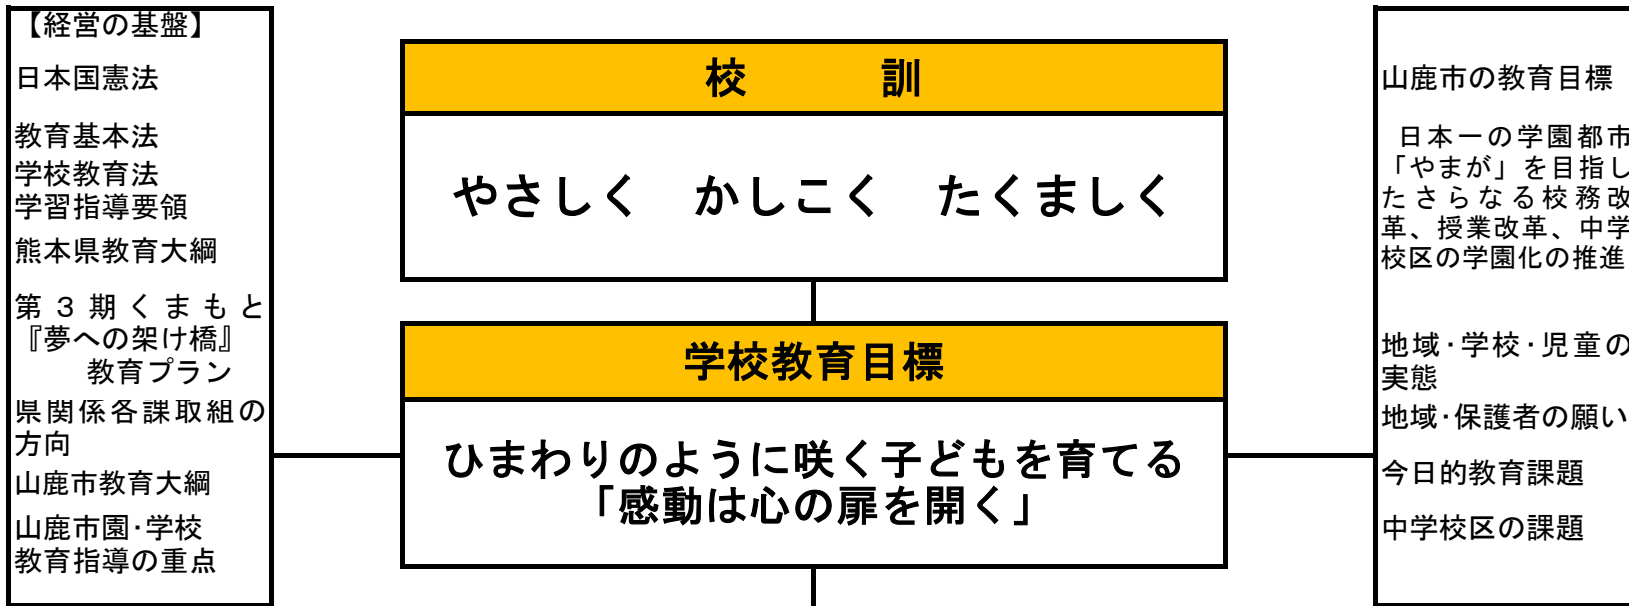 【経営の基盤】
日本国憲法
教育基本法
学校教育法
学習指導要領
熊本県教育大綱
第３期くまもと
『夢への架け橋』
教育プラン
県関係各課取組の
方向
山鹿市教育大綱
山鹿市園・学校
教育指導の重点
校　訓
やさしく　かしこく　たくましく
学校教育目標
ひまわりのように咲く子どもを育てる
「感動は心の扉を開く」
山鹿市の教育目標
日本一の学園都市
「やまが」を目指し
たさらなる校務改
革、授業改革、中学
校区の学園化の推進
地域・学校・児童の
実態
地域・保護者の願い
今日的教育課題
中学校区の課題